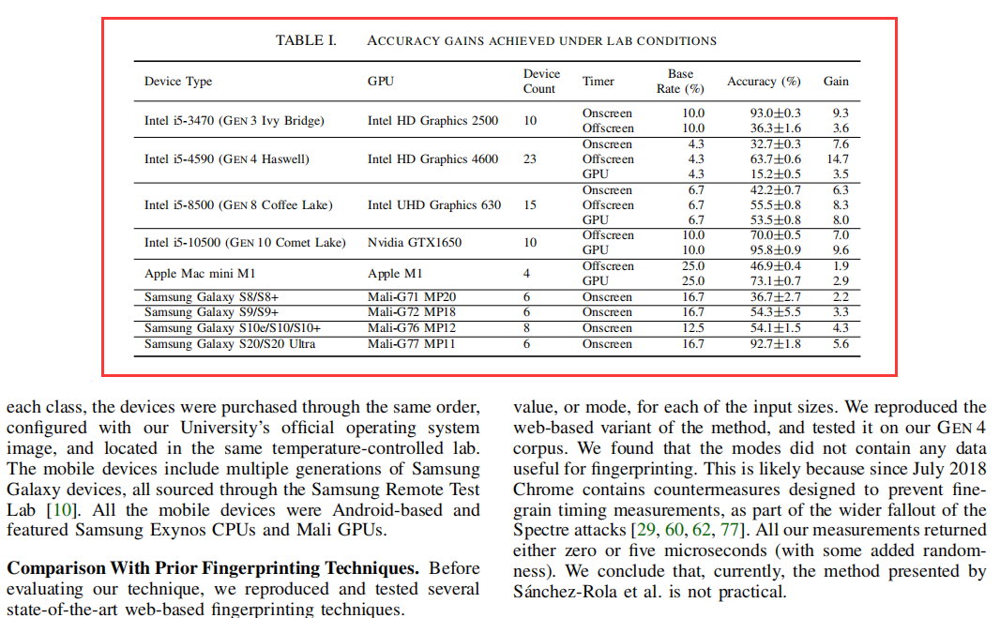 TABLE I. ACCURACY GAINS ACHIEVED UNDER LAB CONDITIONS
Device Type GPU Device Count Timer Base Rate (%) Accuracy (%) Gain
Intel i5-3470 (GEN 3 Ivy Bridge) Intel HD Graphics 2500 10 Onscreen 10.0 93.0±0.3 9.3
Offscreen 10.0 36.3±1.6 3.6
Intel i5-4590 (GEN 4 Haswell) Intel HD Graphics 4600 23 Onscreen 4.3 32.7±0.3 7.6
Offscreen 4.3 63.7±0.6 14.7
GPU 4.3 15.2±0.5 3.5
Intel i5-8500 (GEN 8 Coffee Lake) Intel UHD Graphics 630 15 Onscreen 6.7 42.2±0.7 6.3
Offscreen 6.7 55.5±0.8 8.3
GPU 6.7 53.5±0.8 8.0
Intel i5-10500 (GEN 10 Comet Lake) Nvidia GTX1650 10 Offscreen 10.0 70.0±0.5 7.0
GPU 10.0 95.8±0.9 9.6
Apple Mac mini M1 Apple M1 4 Offscreen 25.0 46.9±0.4 1.9
GPU 25.0 73.1±0.7 2.9
Samsung Galaxy S8/S8+ Mali-G71 MP20 6 Onscreen 16.7 36.7±2.7 2.2
Samsung Galaxy S9/S9+ Mali-G72 MP18 6 Onscreen 16.7 54.3±5.5 3.3
Samsung Galaxy S10e/S10/S10+ Mali-G76 MP12 8 Onscreen 12.5 54.1±1.5 4.3
Samsung Galaxy S20/S20 Ultra Mali-G77 MP11 6 Onscreen 16.7 92.7±1.8 5.6
each class, the devices were purchased through the same order,
configured with our University's official operating system
image, and located in the same temperature-controlled lab.
The mobile devices include multiple generations of Samsung
Galaxy devices, all sourced through the Samsung Remote Test
Lab [10]. All the mobile devices were Android-based and
featured Samsung Exynos CPUs and Mali GPUs.
Comparison With Prior Fingerprinting Techniques. Before
evaluating our technique, we reproduced and tested several
state-of-the-art web-based fingerprinting techniques.
value, or mode, for each of the input sizes. We reproduced the
web-based variant of the method, and tested it on our GEN 4
corpus. We found that the modes did not contain any data
useful for fingerprinting. This is likely because since July 2018
Chrome contains countermeasures designed to prevent fine-
grain timing measurements, as part of the wider fallout of the
Spectre attacks [29, 60, 62, 77]. All our measurements returned
either zero or five microseconds (with some added random-
ness). We conclude that, currently, the method presented by
Sánchez-Rola et al. is not practical.